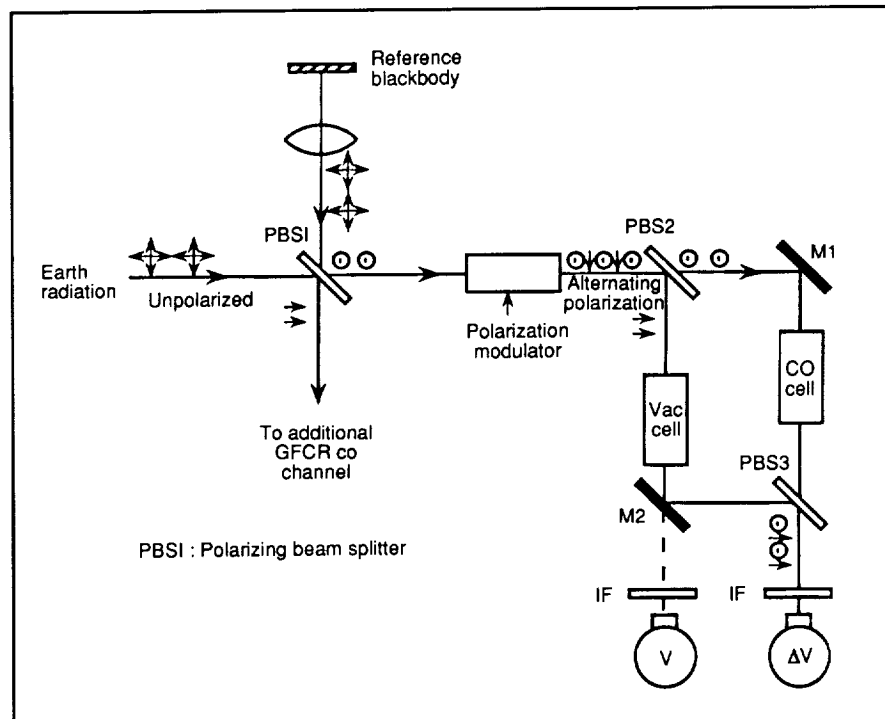 Reference
blackbody
PBSI
PBS2
M1
Earth
radiation
Unpolarized
Alternating
polarization
Polarization
modulator
CO
cell
Vac
cell
To additional
GFCR co
channel
PBS3
M2
PBSI : Polarizing beam splitter
IF
IF
V
ΔV